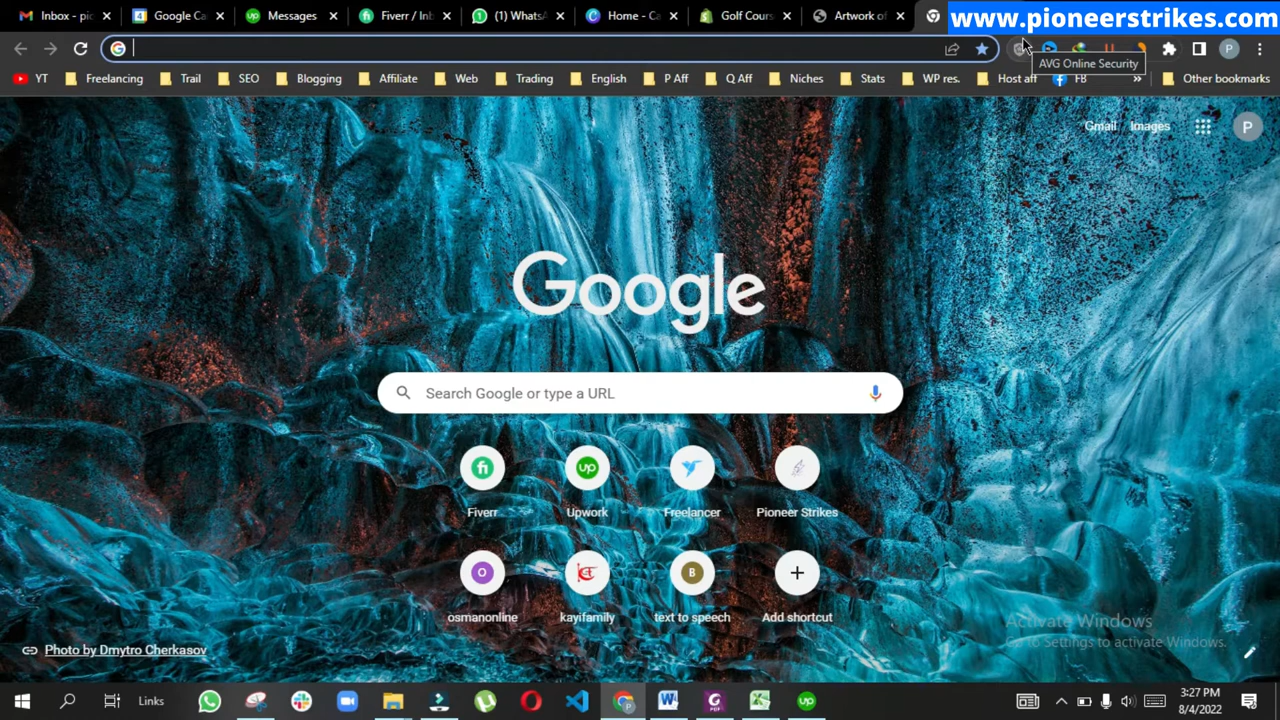 Inbox - pio
Google Ca
Messages
Fiverr / Inb
(1) WhatsA
Home - Ca
Golf Cours
Artwork of
www.pioneerstrikes.com
AVG Online Security
YT
Freelancing
Trail
SEO
Blogging
Affiliate
Web
Trading
English
P Aff
Q Aff
Niches
Stats
WP res.
Host aff
FB
»
Other bookmarks
Gmail
Images
P
Google
Search Google or type a URL
Fiverr
Upwork
Freelancer
Pioneer Strikes
O
B
osmanonline
kayifamily
text to speech
Add shortcut
Activate Windows
Go to Settings to activate Windows.
Photo by Dmytro Cherkasov
Links
3:27 PM
8/4/2022